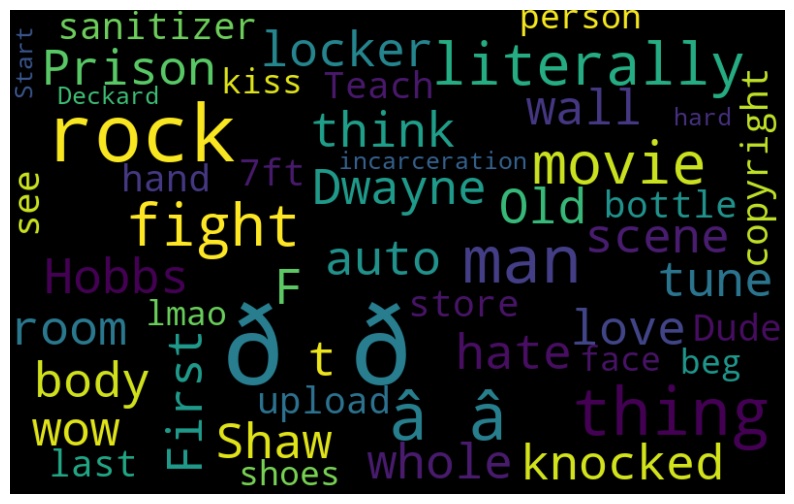 person
Start
sanitizer
locker
literally
Prison
kiss
Teach
Deckard
wall
hard
copyright
rock
think
incarceration
movie
see
hand
7ft
Dwayne
Old
bottle
fight
scene
auto
man
Hobbs
F
tune
lmao
store
room
ð t ð
love
Dude
First
hate
face
beg
body
upload
â â
thing
wow
Shaw
last
shoes
whole
knocked